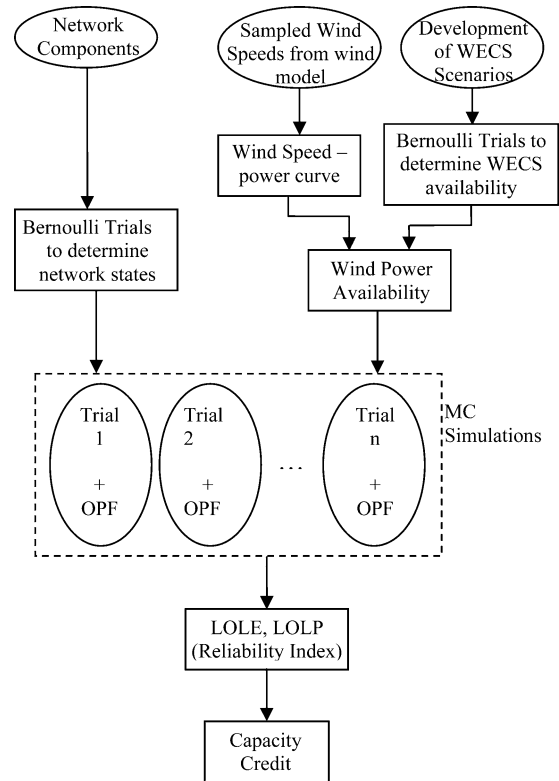 Network
Components
Sampled Wind
Speeds from wind
model
Development
of WECS
Scenarios
Wind Speed –
power curve
Bernoulli Trials to
determine WECS
availability
Bernoulli Trials
to determine
network states
Wind Power
Availability
Trial
1
+
OPF
Trial
2
+
OPF
...
Trial
n
+
OPF
MC
Simulations
LOLE, LOLP
(Reliability Index)
Capacity
Credit